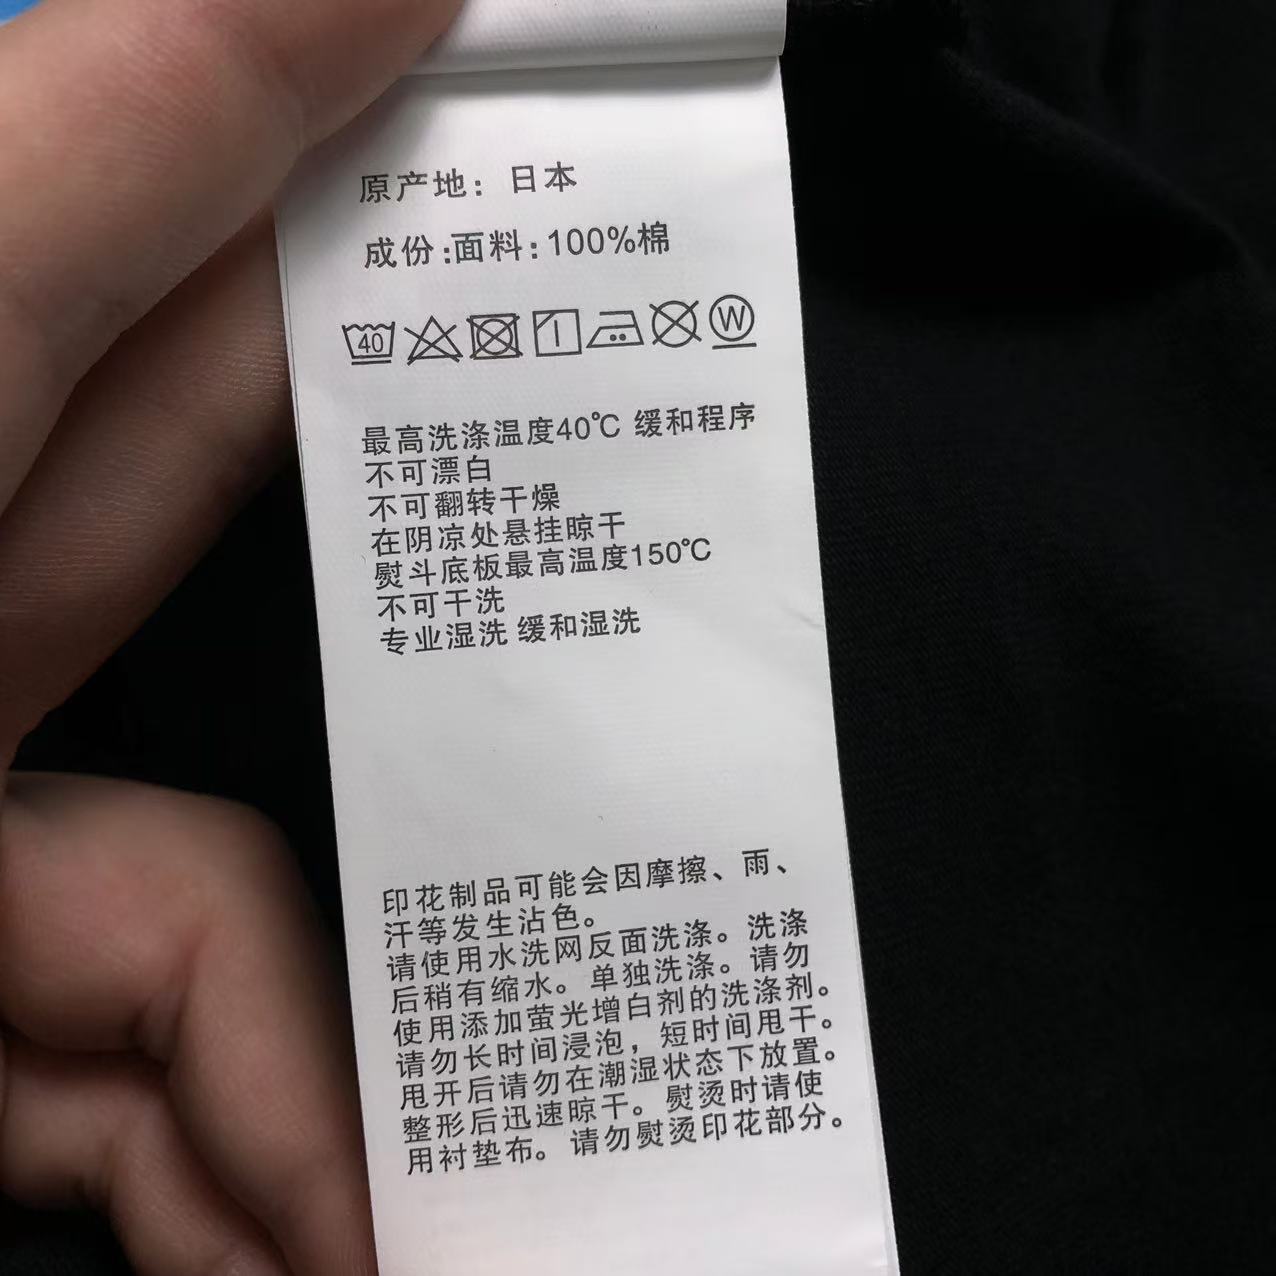 原产地：日本
成份:面料:100%棉
40 W
最高洗涤温度40℃ 缓和程序
不可漂白
不可翻转干燥
在阴凉处悬挂晾干
熨斗底板最高温度150℃
不可干洗
专业湿洗 缓和湿洗
印花制品可能会因摩擦、雨、
汗等发生沾色。
请使用水洗网反面洗涤。洗涤
后稍有缩水。单独洗涤。请勿
使用添加萤光增白剂的洗涤剂。
请勿长时间浸泡，短时间甩干。
甩开后请勿在潮湿状态下放置。
整形后迅速晾干。熨烫时请使
用衬垫布。请勿熨烫印花部分。